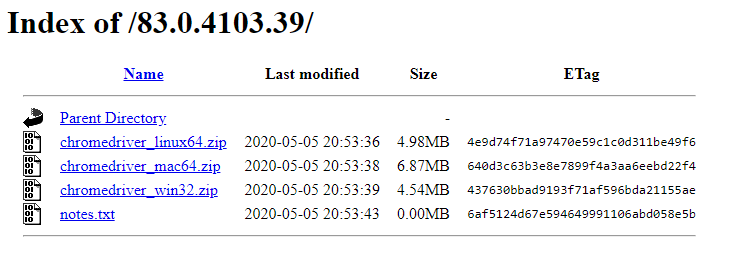 Index of /83.0.4103.39/
Name Last modified Size ETag
Parent Directory -
chromedriver_linux64.zip 2020-05-05 20:53:36 4.98MB 4e9d74f71a97470e59c1c0d311be49f6
chromedriver_mac64.zip 2020-05-05 20:53:38 6.87MB 640d3c63b3e8e7899f4a3aa6eebd22f4
chromedriver_win32.zip 2020-05-05 20:53:39 4.54MB 437630bbad9193f71af596bda21155ae
notes.txt 2020-05-05 20:53:43 0.00MB 6af5124d67e594649991106abd058e5b